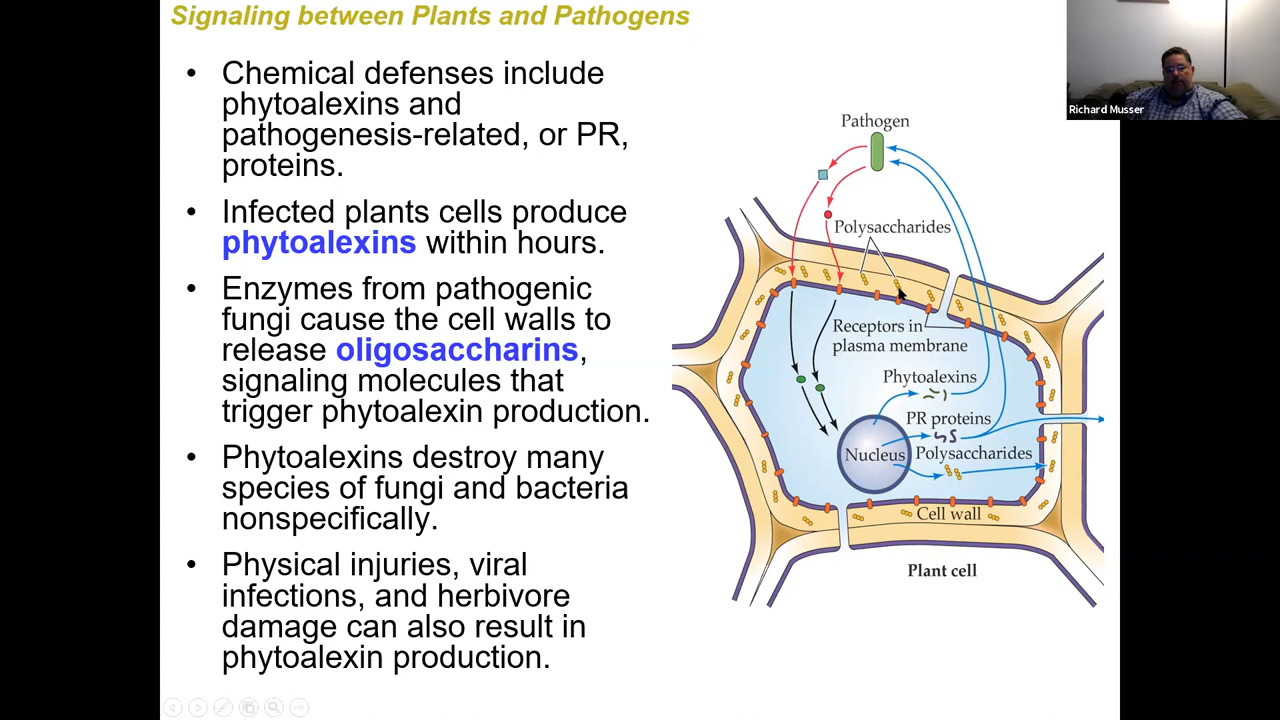 Signaling between Plants and Pathogens
• Chemical defenses include
phytoalexins and
pathogenesis-related, or PR,
proteins.
• Infected plants cells produce
phytoalexins within hours.
• Enzymes from pathogenic
fungi cause the cell walls to
release oligosaccharins,
signaling molecules that
trigger phytoalexin production.
• Phytoalexins destroy many
species of fungi and bacteria
nonspecifically.
• Physical injuries, viral
infections, and herbivore
damage can also result in
phytoalexin production.
Richard Musser
Pathogen
Polysaccharides
Receptors in
plasma membrane
Phytoalexins
PR proteins
Nucleus
Polysaccharides
Cell wall
Plant cell